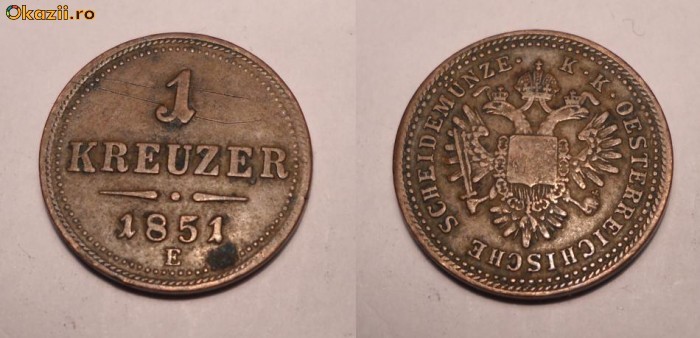 Okazii.ro
1
KREUZER
1851
E
K. K. OESTERREICHISCHE SCHEIDEMÜNZE.